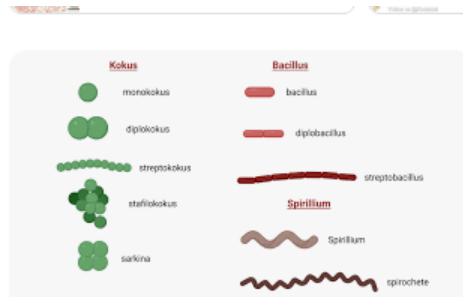 Kokus
monokokus
diplokokus
streptokokus
stafilokokus
sarkina
Bacillus
bacillus
diplobacillus
streptobacillus
Spirillium
Spirillium
spirochete